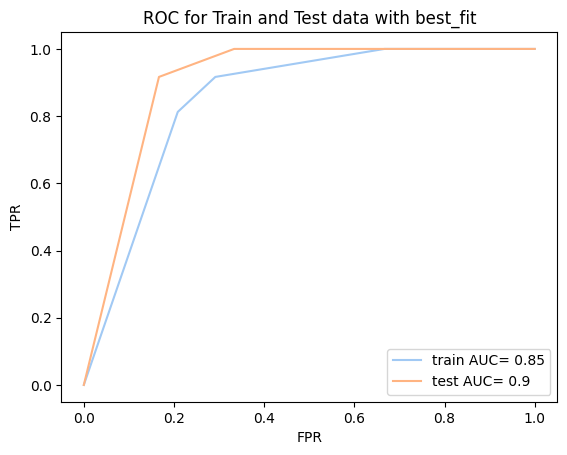 ROC for Train and Test data with best_fit
1.0
0.8
0.6
0.4
0.2
0.0
TPR
train AUC= 0.85
test AUC= 0.9
0.0 0.2 0.4 0.6 0.8 1.0
FPR